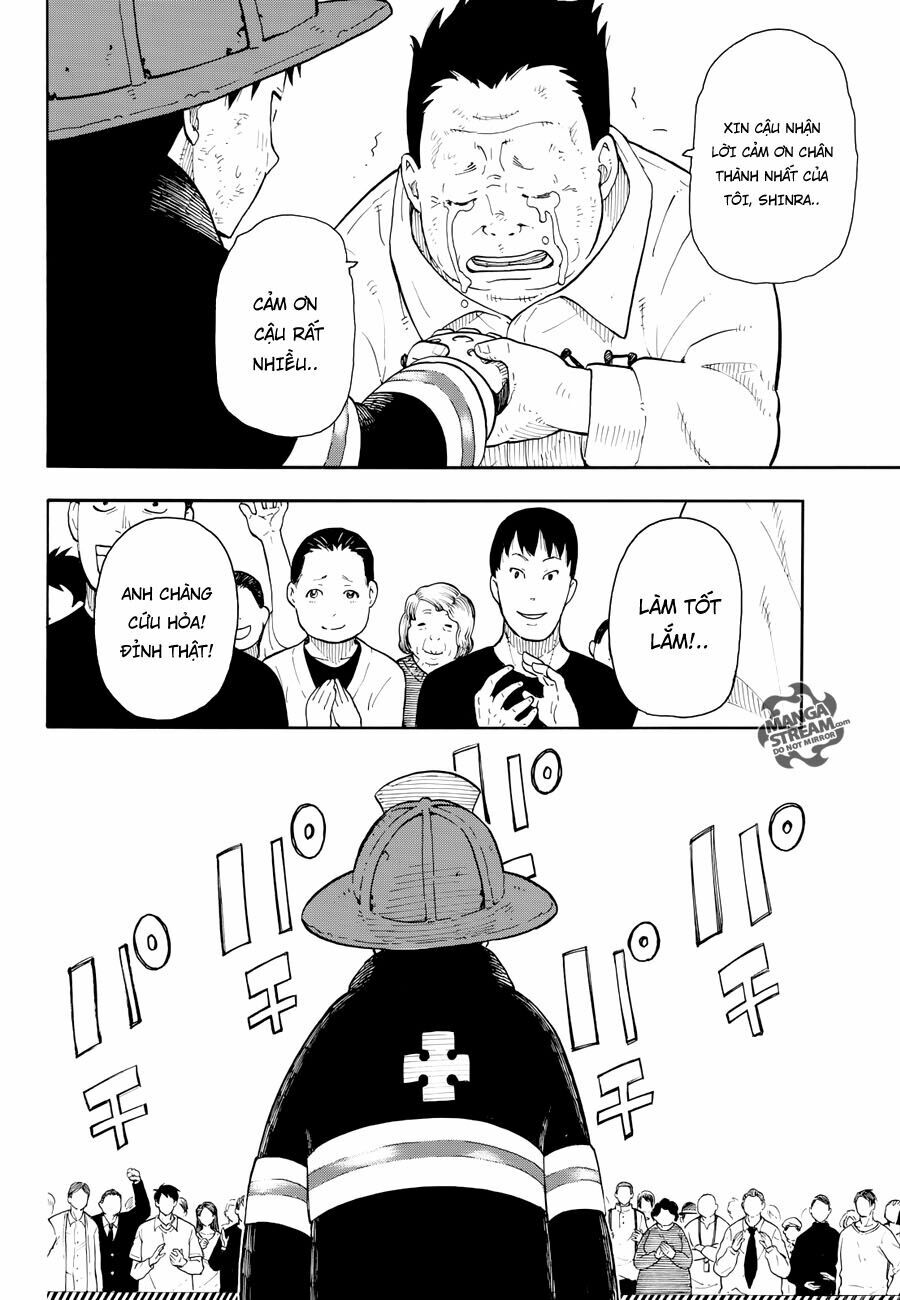 XIN CẬU NHẬN
LỜI CẢM ƠN CHÂN
THÀNH NHẤT CỦA
TÔI, SHINRA..
CẢM ƠN
CẬU RẤT
NHIỀU..
ANH CHÀNG
CỨU HỎA!
ĐỈNH THẬT!
LÀM TỐT
LẮM!..
MANGA
STREAM.com
DO NOT MIRROR
パチ
パチ
パチ
パチ
パチ